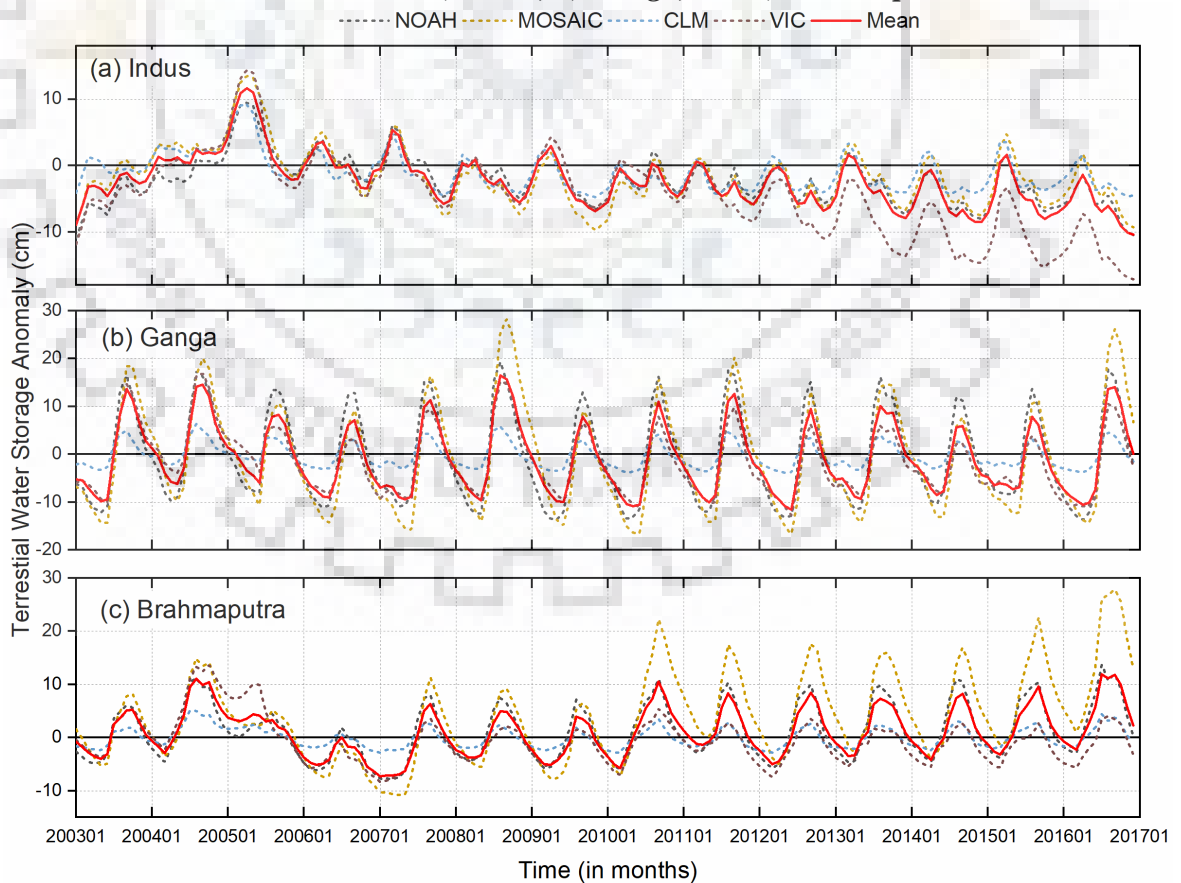 NOAH MOSAIC CLM VIC Mean
Terrestial Water Storage Anomaly (cm)
(a) Indus
10
0
-10
(b) Ganga
30
20
10
0
-10
-20
(c) Brahmaputra
30
20
10
0
-10
200301 200401 200501 200601 200701 200801 200901 201001 201101 201201 201301 201401 201501 201601 201701
Time (in months)